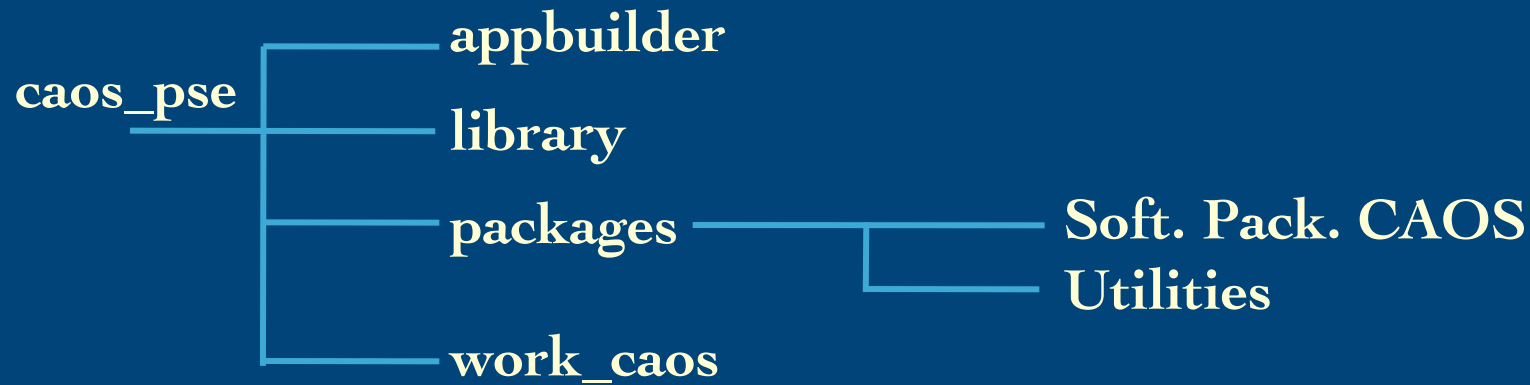 appbuilder
caos_pse
library
packages
Soft. Pack. CAOS
Utilities
work_caos